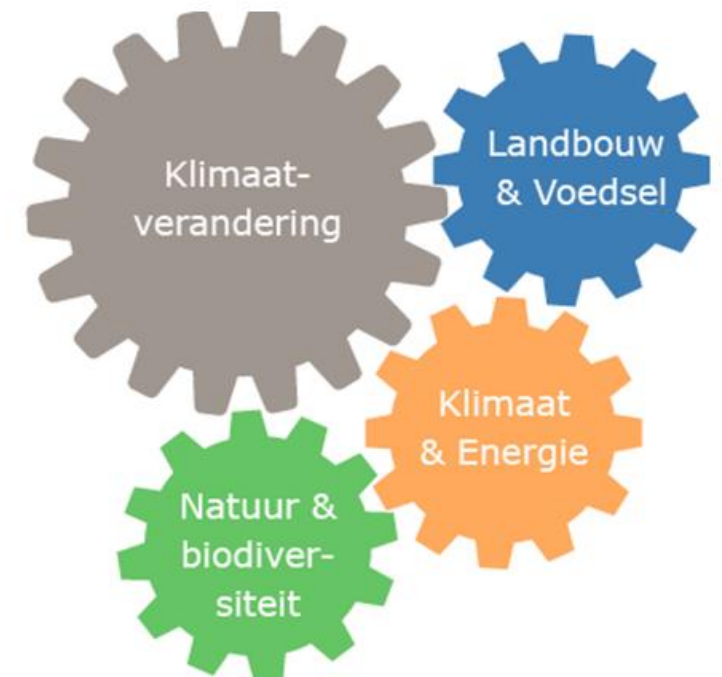 Klimaat-
verandering
Landbouw
& Voedsel
Klimaat
& Energie
Natuur &
biodiver-
siteit